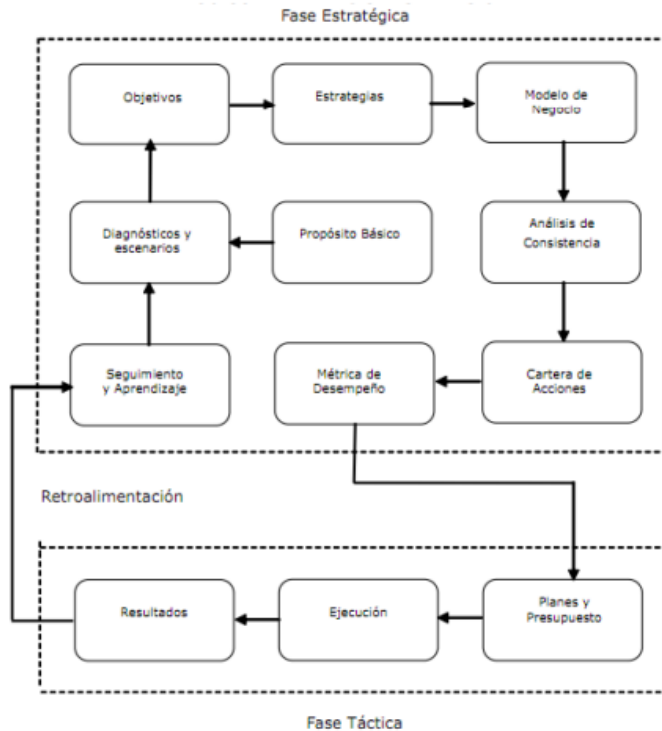 Fase Estratégica
Objetivos
Estrategias
Modelo de
Negocio
Diagnósticos y
escenarios
Propósito Básico
Análisis de
Consistencia
Seguimiento
y Aprendizaje
Métrica de
Desempeño
Cartera de
Acciones
Retroalimentación
Resultados
Ejecución
Planes y
Presupuesto
Fase Táctica